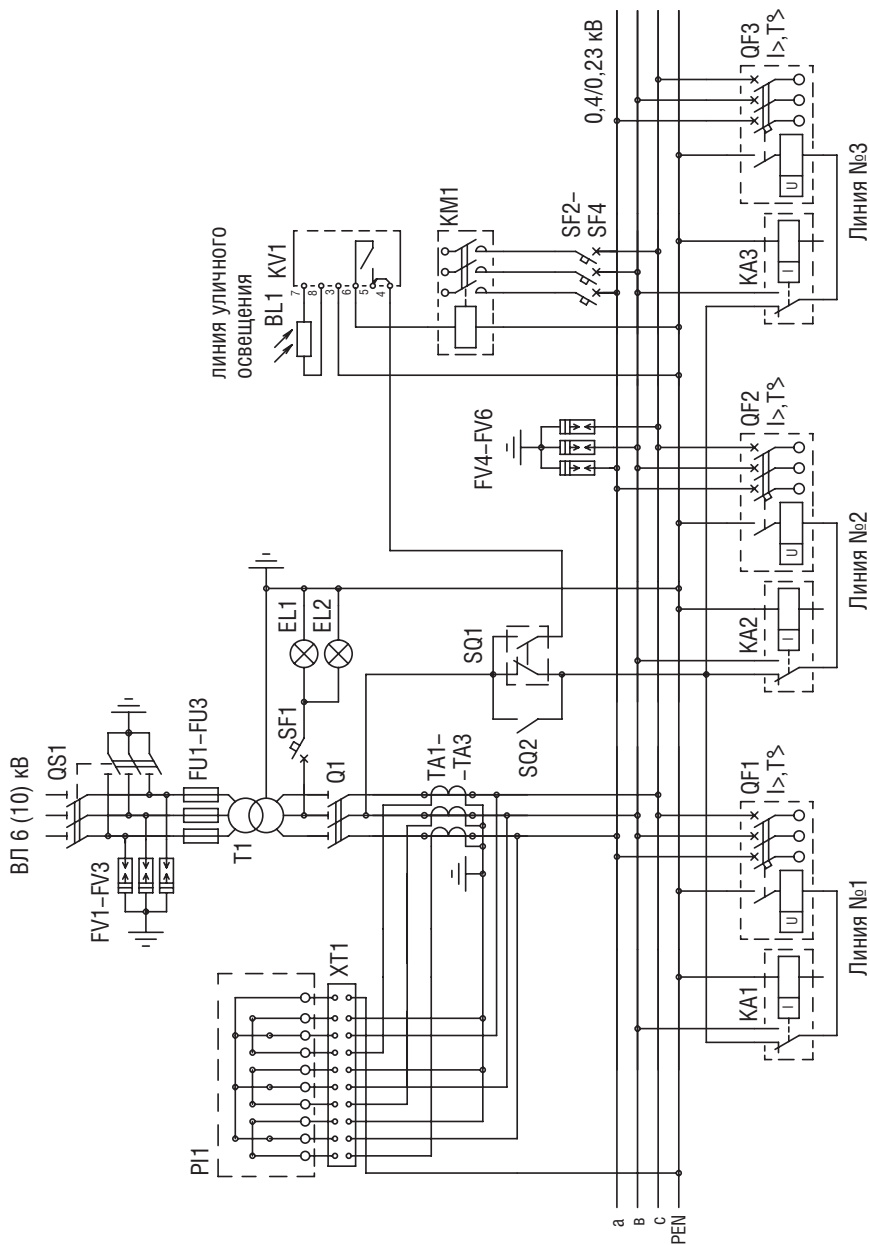 ВЛ 6 (10) кВ
QS1
FV1–FV3
FU1–FU3
T1
SF1
EL1
EL2
Q1
TA1–
–TA3
PI1
XT1
SQ1
SQ2
линия уличного
освещения
BL1
KV1
7
8
3
6
5
4
KM1
SF2–
SF4
FV4–FV6
0,4/0,23 кВ
а
в
с
PEN
KA1
I
U
QF1
I>,T°>
Линия №1
KA2
I
U
QF2
I>,T°>
Линия №2
KA3
I
U
QF3
I>,T°>
Линия №3